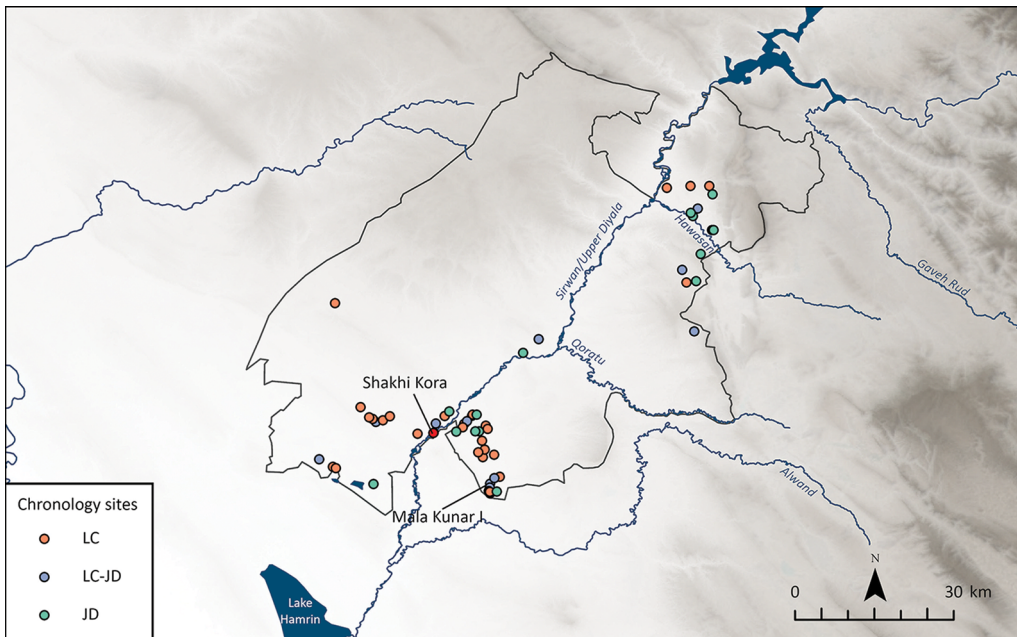 Sirwan/Upper Diyala
Hawasan
Gaveh Rud
Qoratu
Shakhi Kora
Alwand
Mala Kunar I
Chronology sites
LC
LC-JD
JD
Lake
Hamrin
N
0
30 km